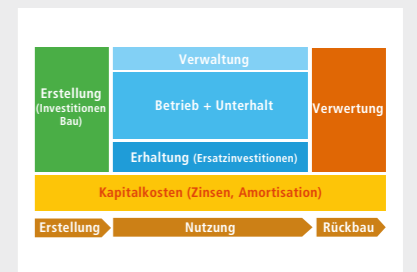 Verwaltung
Erstellung
(Investitionen
Bau)
Betrieb + Unterhalt
Verwertung
Erhaltung (Ersatzinvestitionen)
Kapitalkosten (Zinsen, Amortisation)
Erstellung
Nutzung
Rückbau